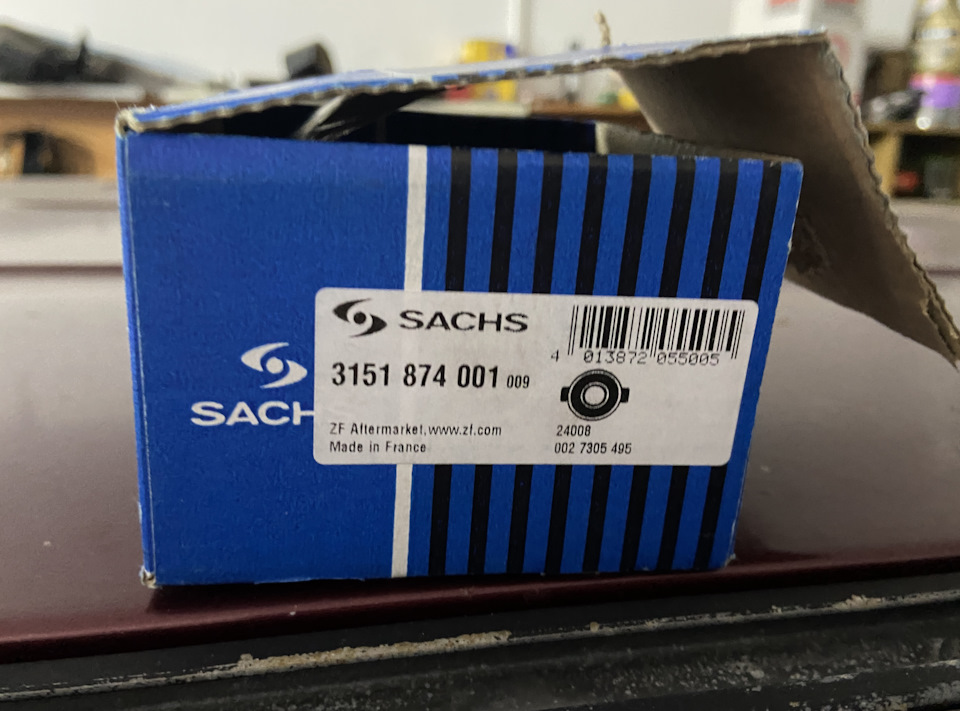 SACHS
3151 874 001 009
4 013872 055005
ZF Aftermarket.www.zf.com
Made in France
24008
002 7305 495
SACH